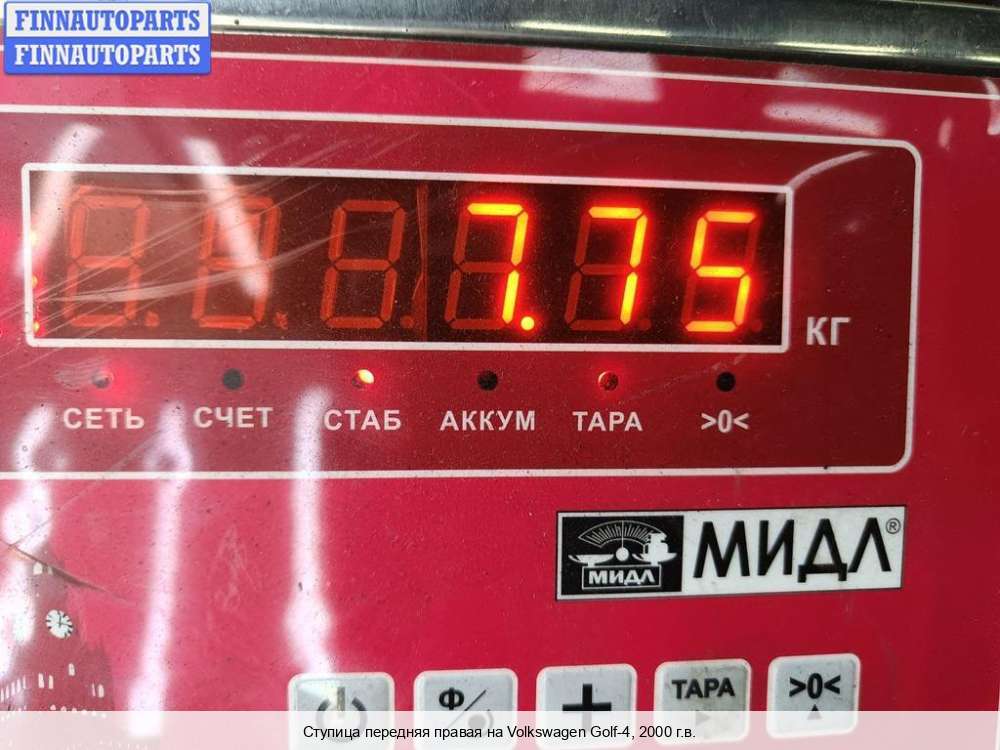 FINNAUTOPARTS
FINNAUTOPARTS
7.75
КГ
СЕТЬ СЧЕТ СТАБ АККУМ ТАРА >0<
МИДЛ МИДЛ®
Ф ТАРА >0<
Ступица передняя правая на Volkswagen Golf-4, 2000 г.в.